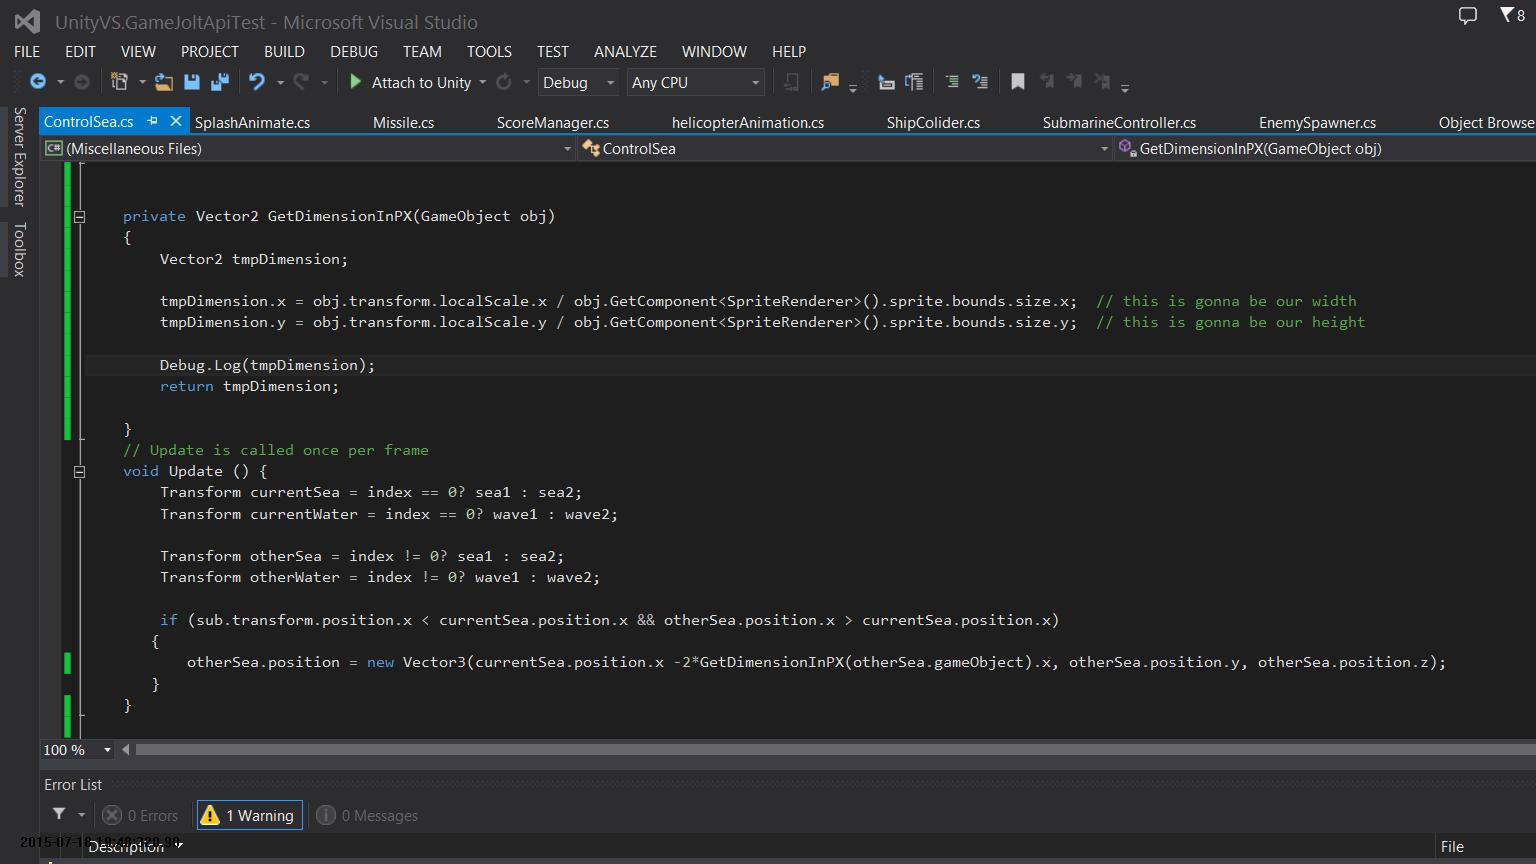 UnityVS.GameJoltApiTest - Microsoft Visual Studio
8
FILE EDIT VIEW PROJECT BUILD DEBUG TEAM TOOLS TEST ANALYZE WINDOW HELP
Attach to Unity Debug Any CPU
Server Explorer
Toolbox
ControlSea.cs SplashAnimate.cs Missile.cs ScoreManager.cs helicopterAnimation.cs ShipColider.cs SubmarineController.cs EnemySpawner.cs Object Browse
C# (Miscellaneous Files) ControlSea GetDimensionInPX(GameObject obj)
private Vector2 GetDimensionInPX(GameObject obj)
{
Vector2 tmpDimension;
tmpDimension.x = obj.transform.localScale.x / obj.GetComponent<SpriteRenderer>().sprite.bounds.size.x; // this is gonna be our width
tmpDimension.y = obj.transform.localScale.y / obj.GetComponent<SpriteRenderer>().sprite.bounds.size.y; // this is gonna be our height
Debug.Log(tmpDimension);
return tmpDimension;
}
// Update is called once per frame
void Update () {
Transform currentSea = index == 0? sea1 : sea2;
Transform currentWater = index == 0? wave1 : wave2;
Transform otherSea = index != 0? sea1 : sea2;
Transform otherWater = index != 0? wave1 : wave2;
if (sub.transform.position.x < currentSea.position.x && otherSea.position.x > currentSea.position.x)
{
otherSea.position = new Vector3(currentSea.position.x -2*GetDimensionInPX(otherSea.gameObject).x, otherSea.position.y, otherSea.position.z);
}
}
100 %
Error List
0 Errors 1 Warning 0 Messages
Description File